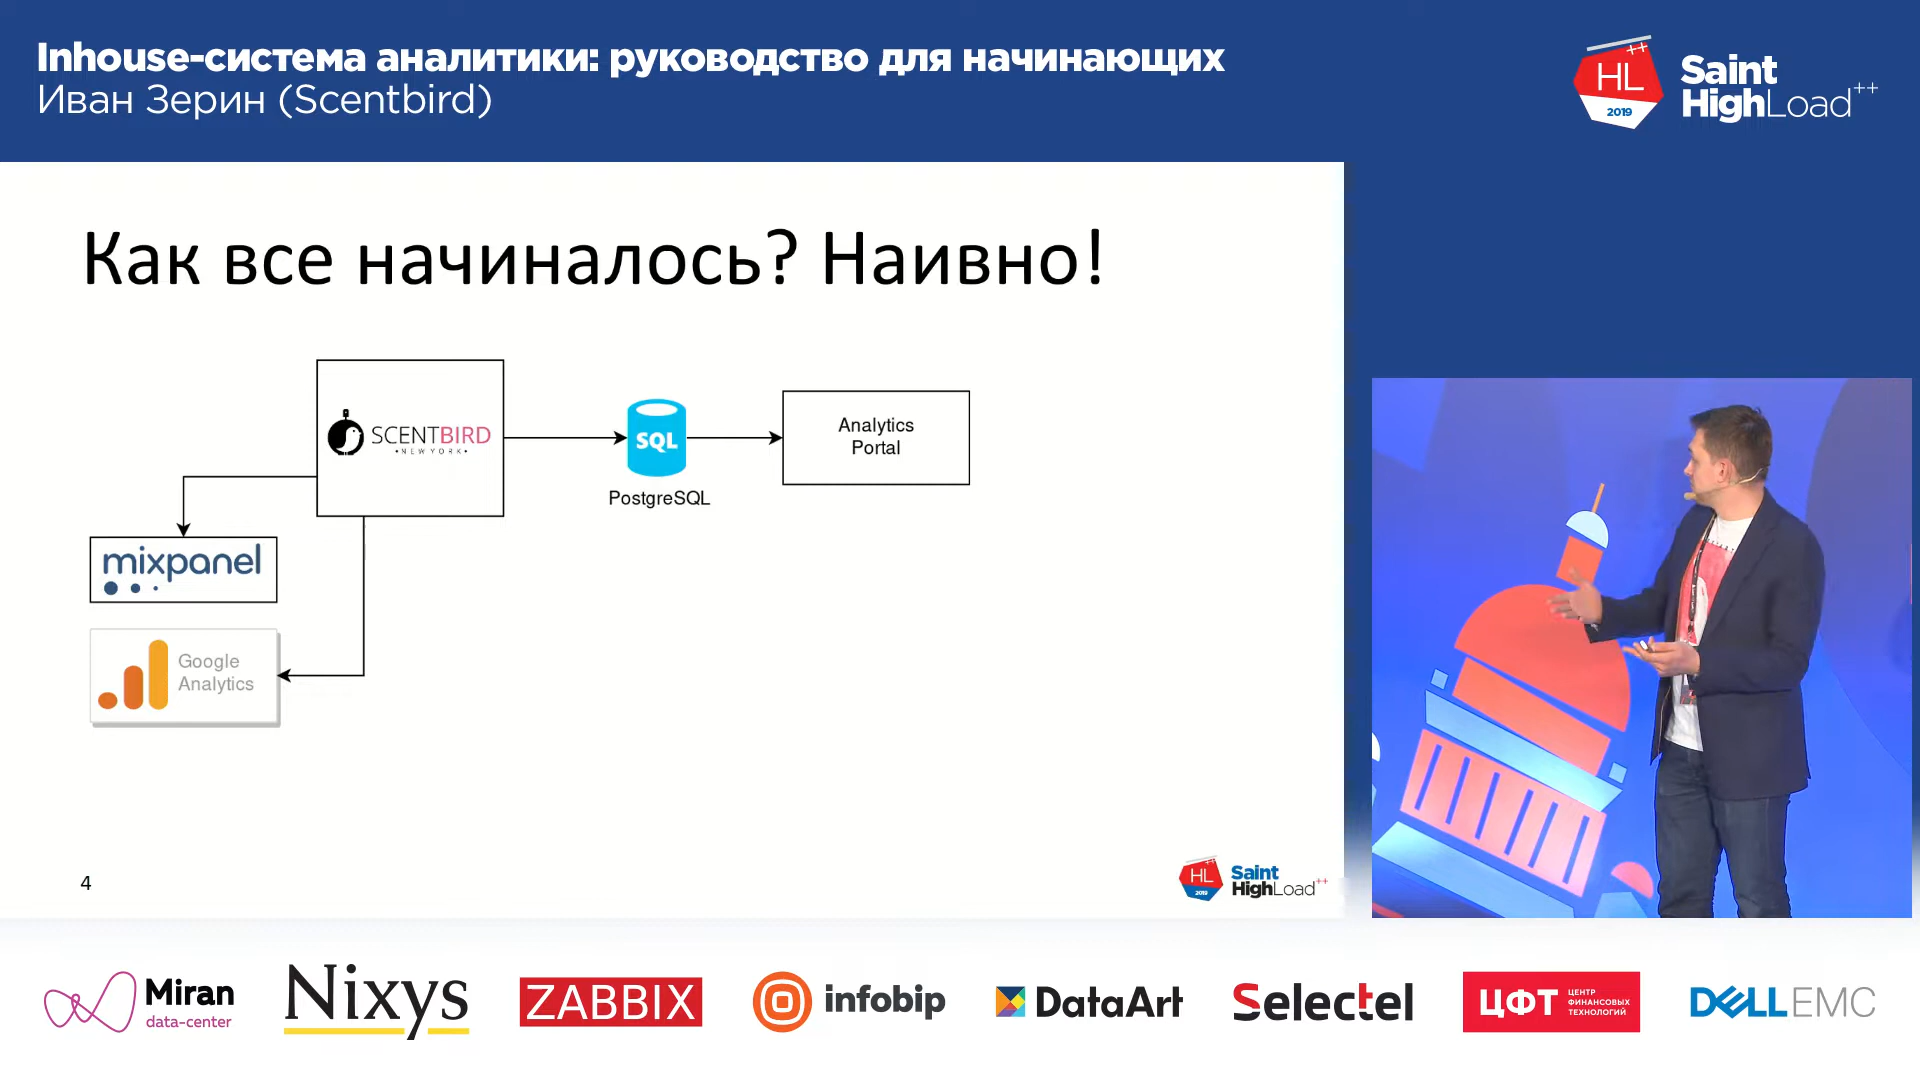 Inhouse-система аналитики: руководство для начинающих
Иван Зерин (Scentbird)
HL++
2019
Saint
HighLoad++
Как все начиналось? Наивно!
SCENTBIRD
•NEW YORK•
SQL
PostgreSQL
Analytics
Portal
mixpanel
Google
Analytics
4
HL++
2019
Saint
HighLoad++
Miran
data-center
Nixys
ZABBIX
infobip
DataArt
Selectel
ЦФТ
ЦЕНТР
ФИНАНСОВЫХ
ТЕХНОЛОГИЙ
DELL EMC